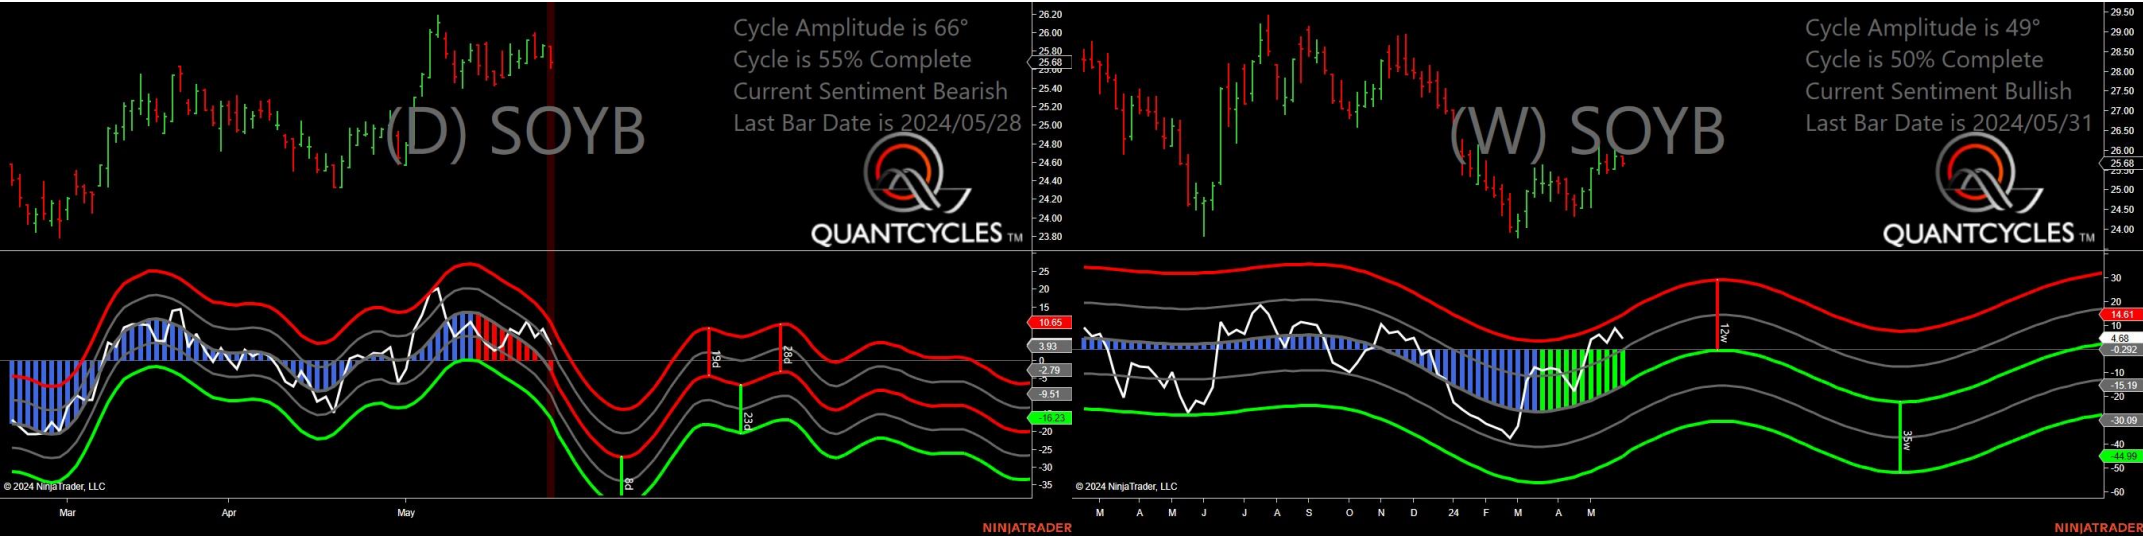 Cycle Amplitude is 66°
Cycle is 55% Complete
Current Sentiment Bearish
Last Bar Date is 2024/05/28
(D) SOYB
QUANTCYCLES TM
26.20
26.00
25.80
25.68
25.60
25.40
25.20
25.00
24.80
24.60
24.40
24.20
24.00
23.80
25
20
15
10.65
3.93
0
-2.79
-5
-9.51
-16.23
-20
-25
-30
-35
19d
28d
23d
8d
© 2024 NinjaTrader, LLC
Mar
Apr
May
NINJATRADER
Cycle Amplitude is 49°
Cycle is 50% Complete
Current Sentiment Bullish
Last Bar Date is 2024/05/31
(W) SOYB
QUANTCYCLES TM
29.50
29.00
28.50
28.00
27.50
27.00
26.50
26.00
25.68
25.50
25.00
24.50
24.00
30
20
14.61
10
4.68
-0.292
-10
-15.19
-20
-30.09
-40
-44.99
-50
-60
12w
35w
© 2024 NinjaTrader, LLC
M A M J J A S O N D 24 F M A M
NINJATRADER